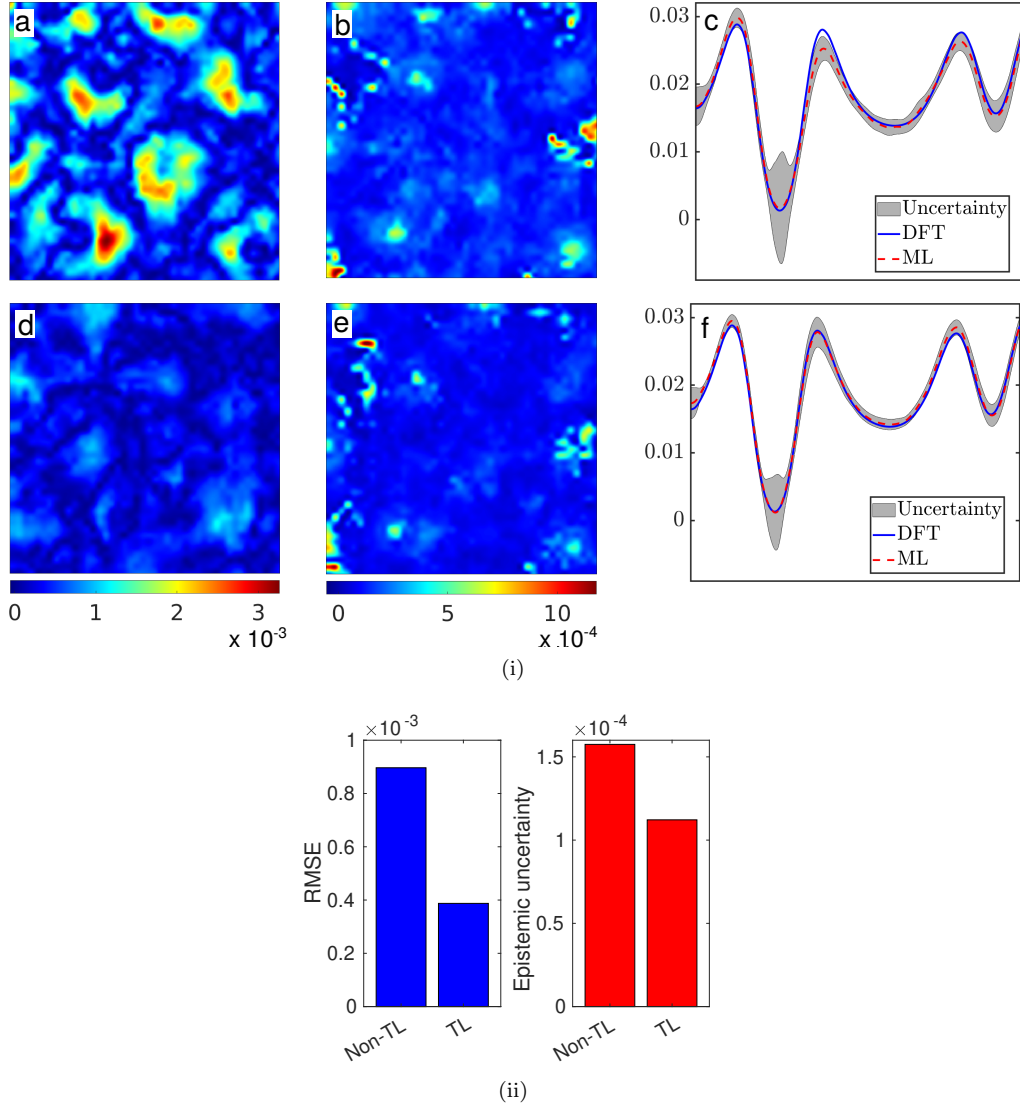 a
b
c
0.03
0.02
0.01
0
Uncertainty
DFT
ML
d
e
f
0.03
0.02
0.01
0
Uncertainty
DFT
ML
0 1 2 3
x 10-3
0 5 10
x 10-4
(i)
×10-3
1
0.8
0.6
0.4
0.2
0
RMSE
Non-TL
TL
×10-4
1.5
1
0.5
0
Epistemic uncertainty
Non-TL
TL
(ii)